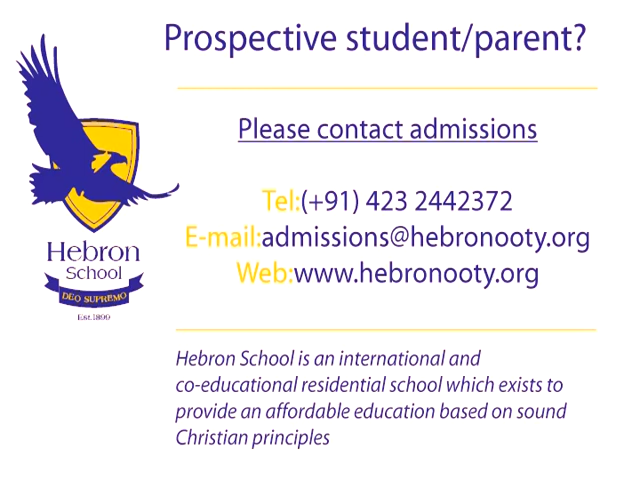 Prospective student/parent?
Please contact admissions
Tel:(+91) 423 2442372
E-mail:admissions@hebronooty.org
Web:www.hebronooty.org
Hebron
School
DEO SUPREMO
Est.1899
Hebron School is an international and
co-educational residential school which exists to
provide an affordable education based on sound
Christian principles